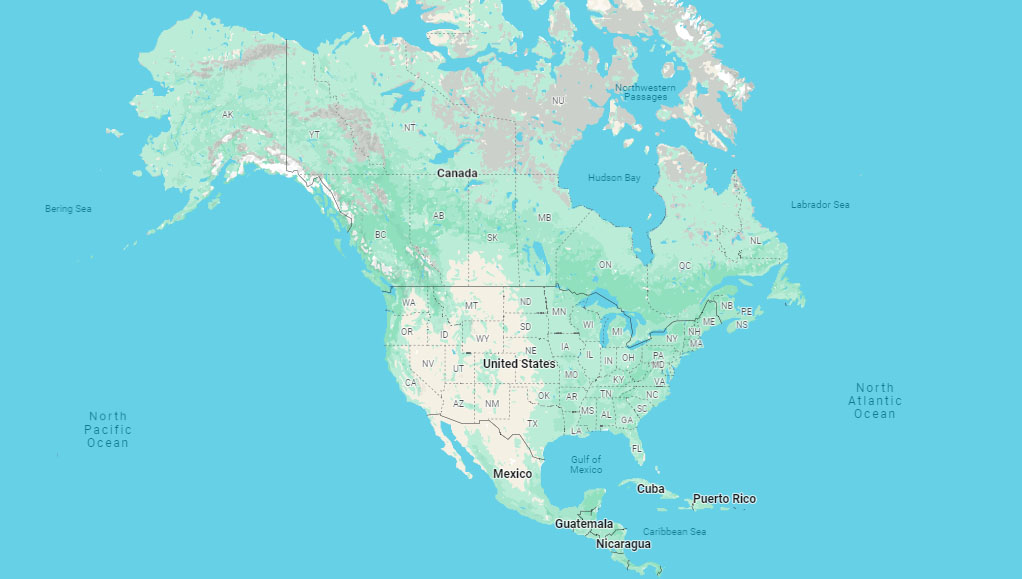 Northwestern
Passages
NU
AK
YT
NT
Canada
Hudson Bay
Bering Sea
Labrador Sea
AB
MB
BC
SK
NL
ON
QC
WA
MT
ND
NB
PE
MN
ME
NS
OR
ID
SD
WI
MI
NH
WY
NY
MA
NE
IA
IL
IN
OH
PA
NV
UT
United States
MD
CA
MO
KY
VA
North
Atlantic
Ocean
AZ
NM
OK
AR
TN
NC
MS
AL
SC
GA
North
Pacific
Ocean
TX
LA
FL
Gulf of
Mexico
Mexico
Cuba
Puerto Rico
Guatemala
Caribbean Sea
Nicaragua